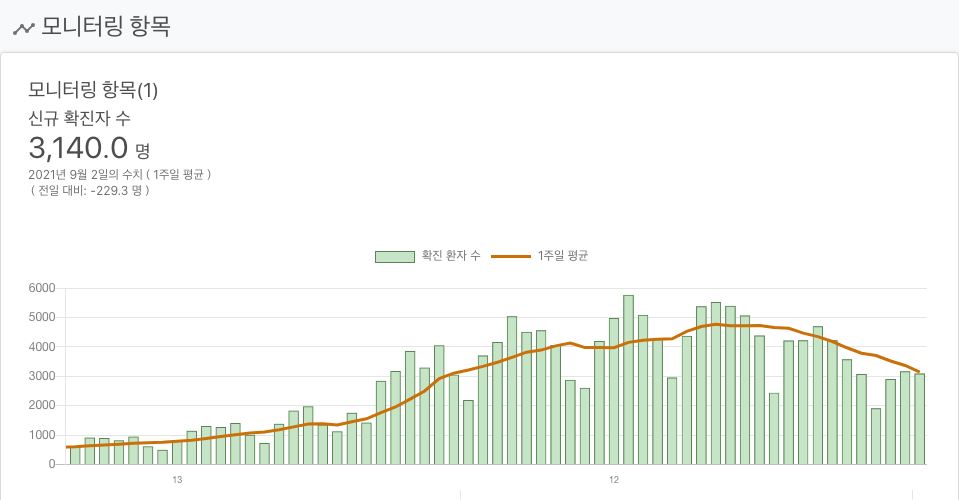 모니터링 항목
모니터링 항목(1)
신규 확진자 수
3,140.0 명
2021년 9월 2일의 수치 ( 1주일 평균 )
( 전일 대비: -229.3 명 )
확진 환자 수 1주일 평균
6000
5000
4000
3000
2000
1000
0
13 12